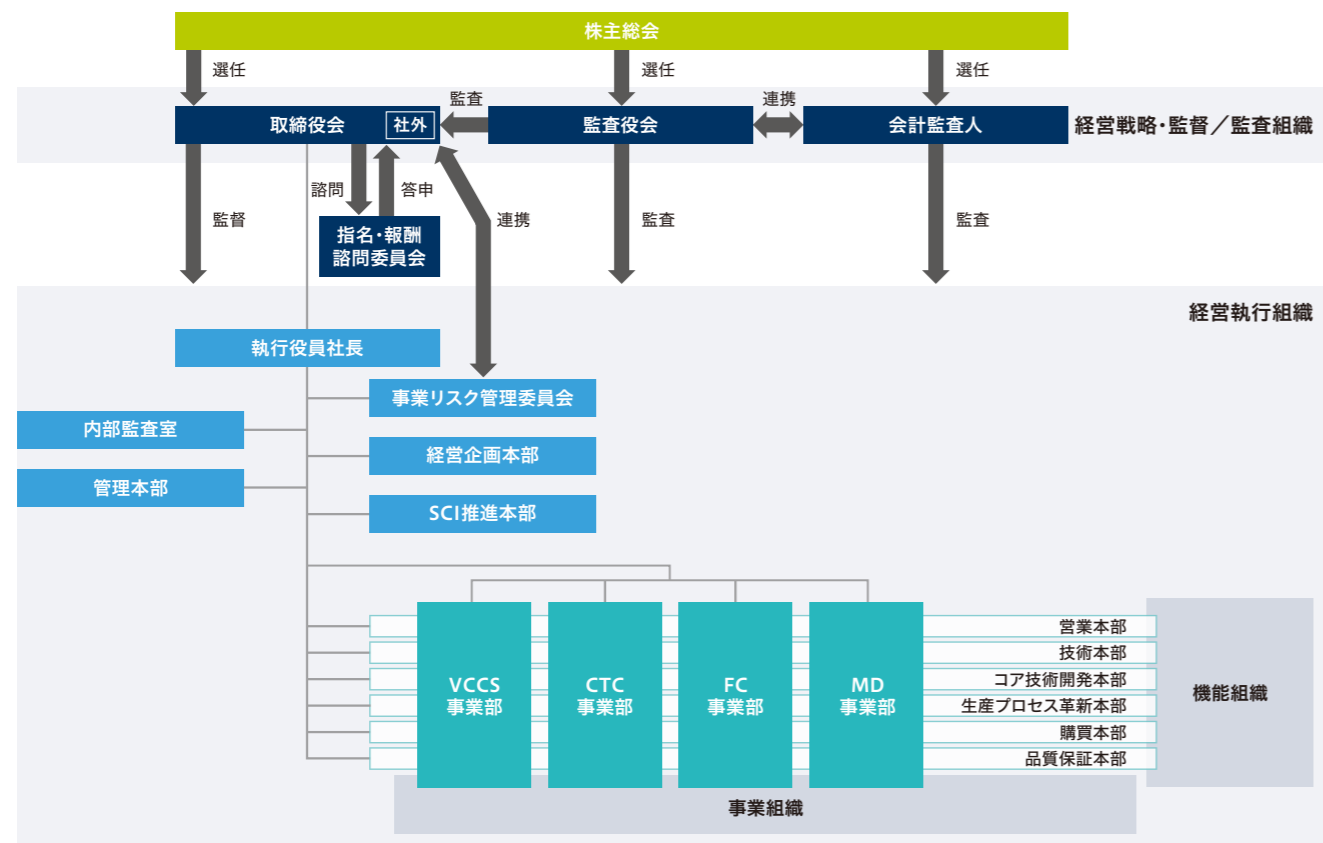 株主総会
選任
選任
選任
監査
連携
取締役会
社外
監査役会
会計監査人
経営戦略・監督／監査組織
諮問
答申
監督
連携
監査
監査
指名・報酬
諮問委員会
経営執行組織
執行役員社長
事業リスク管理委員会
内部監査室
経営企画本部
管理本部
SCI推進本部
VCCS
事業部
CTC
事業部
FC
事業部
MD
事業部
営業本部
技術本部
コア技術開発本部
生産プロセス革新本部
購買本部
品質保証本部
機能組織
事業組織